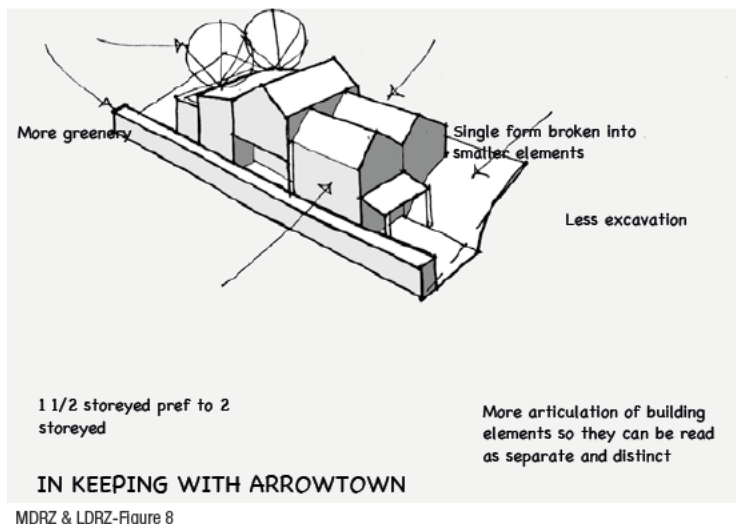 More greenery
Single form broken into
smaller elements
Less excavation
1 1/2 storeyed pref to 2
storeyed
More articulation of building
elements so they can be read
as separate and distinct
IN KEEPING WITH ARROWTOWN
MDRZ & LDRZ-Figure 8